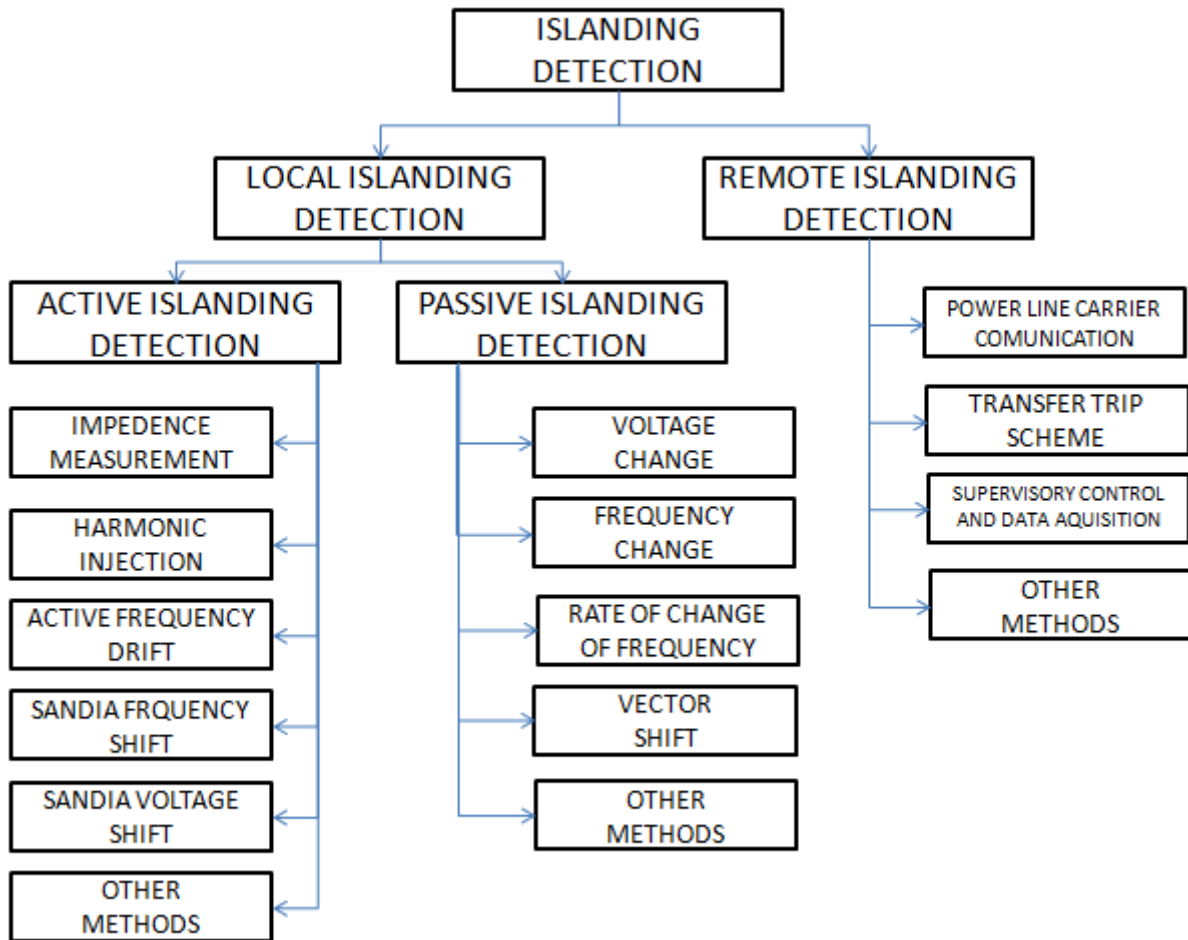 ISLANDING
DETECTION
LOCAL ISLANDING
DETECTION
REMOTE ISLANDING
DETECTION
ACTIVE ISLANDING
DETECTION
PASSIVE ISLANDING
DETECTION
IMPEDENCE
MEASUREMENT
HARMONIC
INJECTION
ACTIVE FREQUENCY
DRIFT
SANDIA FRQUENCY
SHIFT
SANDIA VOLTAGE
SHIFT
OTHER
METHODS
VOLTAGE
CHANGE
FREQUENCY
CHANGE
RATE OF CHANGE
OF FREQUENCY
VECTOR
SHIFT
OTHER
METHODS
POWER LINE CARRIER
COMUNICATION
TRANSFER TRIP
SCHEME
SUPERVISORY CONTROL
AND DATA AQUISITION
OTHER
METHODS